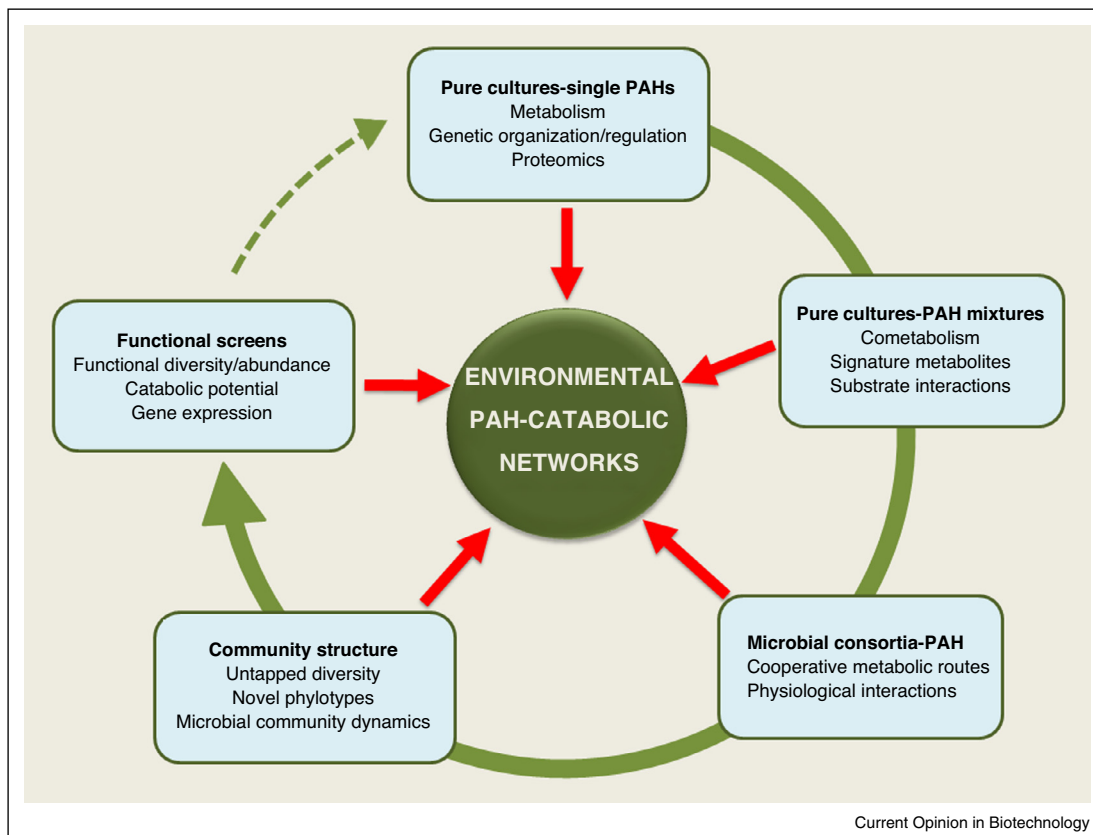 Pure cultures-single PAHs
Metabolism
Genetic organization/regulation
Proteomics
Pure cultures-PAH mixtures
Cometabolism
Signature metabolites
Substrate interactions
Functional screens
Functional diversity/abundance
Catabolic potential
Gene expression
ENVIRONMENTAL
PAH-CATABOLIC
NETWORKS
Community structure
Untapped diversity
Novel phylotypes
Microbial community dynamics
Microbial consortia-PAH
Cooperative metabolic routes
Physiological interactions
Current Opinion in Biotechnology